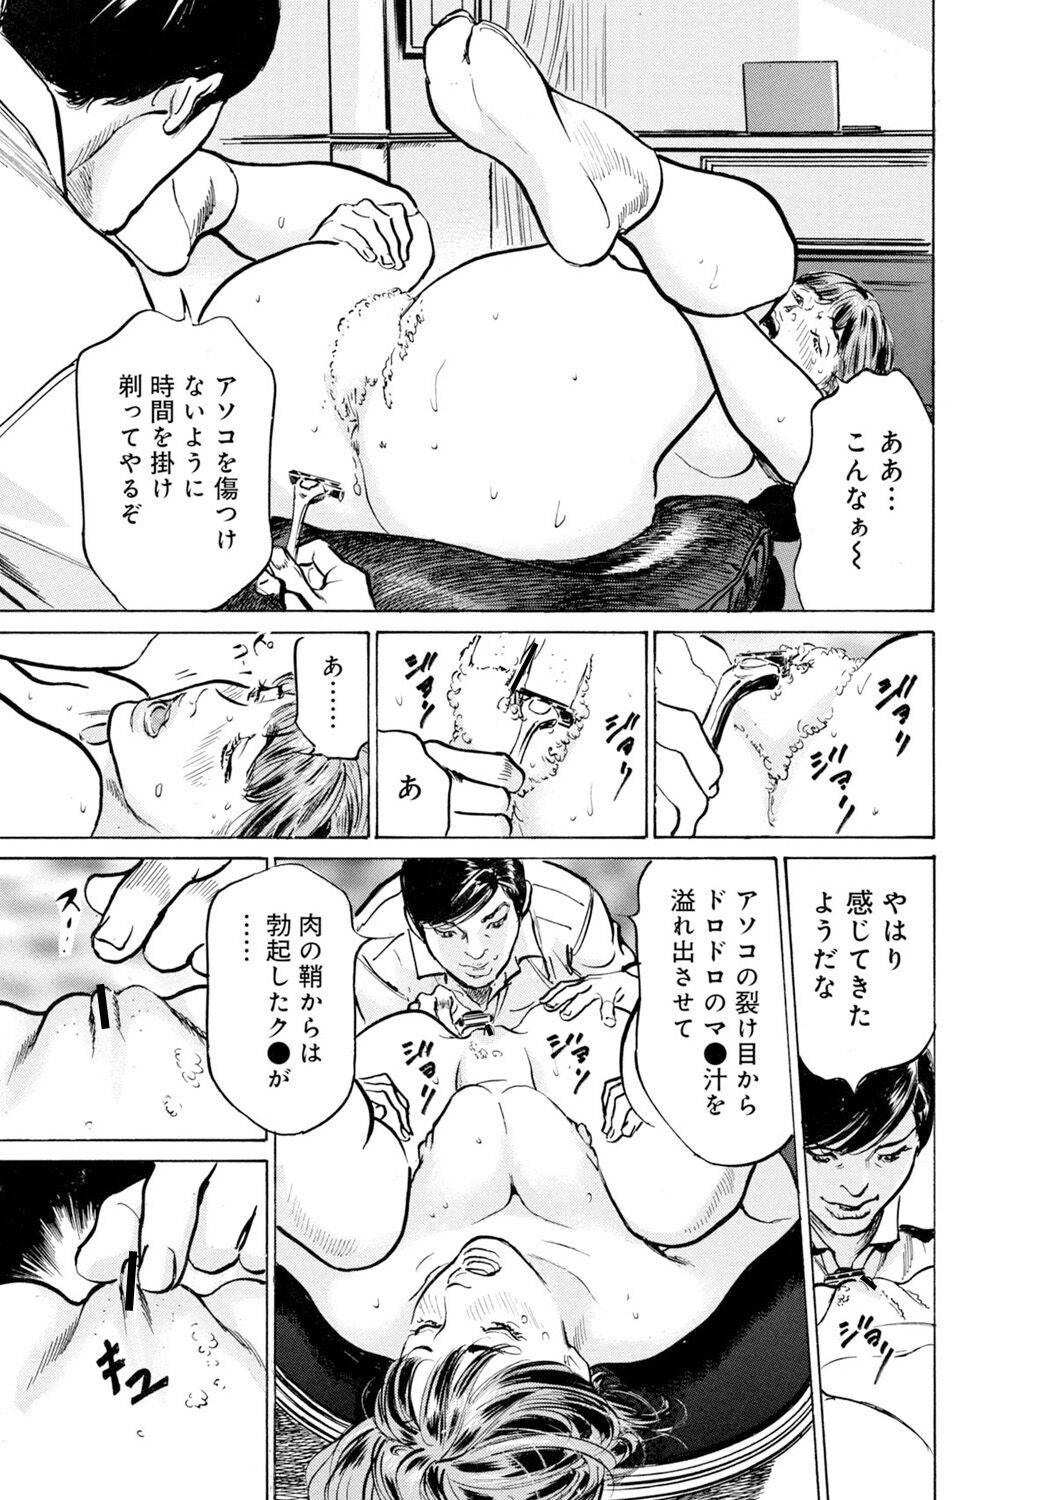 ああ…
こんなぁ〜
アソコを傷つけ
ないように
時間を掛け
剃ってやるぞ
ジョリ
ジョリ
ジョリ
ジョリ
あ
あ……
やはり
感じてきた
ようだな
ジョリ
アソコの裂け目から
ドロドロのマ●汁を
溢れ出させて
ジョリ
ジョリ
肉の鞘からは
勃起したク●が
……
ス…
キュ